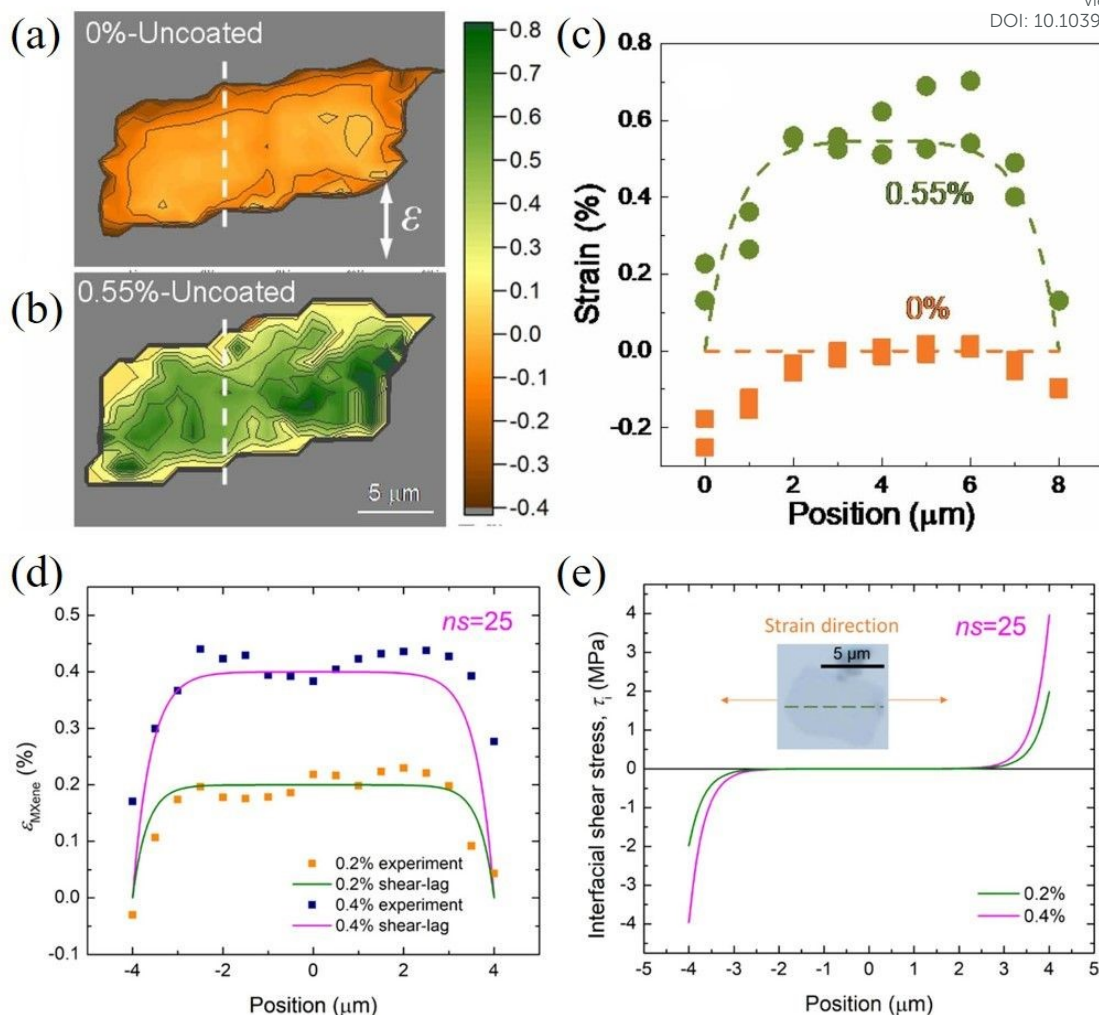 vie
DOI: 10.1039
(a)
0%-Uncoated
ε
(b)
0.55%-Uncoated
5 μm
0.8
0.7
0.6
0.5
0.4
0.3
0.2
0.1
0.0
-0.1
-0.2
-0.3
-0.4
(c)
Strain (%)
0.8
0.6
0.4
0.2
0.0
-0.2
0.55%
0%
0 2 4 6 8
Position (μm)
(d)
εMXene (%)
0.5
0.4
0.3
0.2
0.1
0.0
-0.1
ns=25
0.2% experiment
0.2% shear-lag
0.4% experiment
0.4% shear-lag
-4 -2 0 2 4
Position (μm)
(e)
Interfacial shear stress, τi (MPa)
4
3
2
1
0
-1
-2
-3
-4
ns=25
Strain direction
5 μm
0.2%
0.4%
-5 -4 -3 -2 -1 0 1 2 3 4 5
Position (μm)